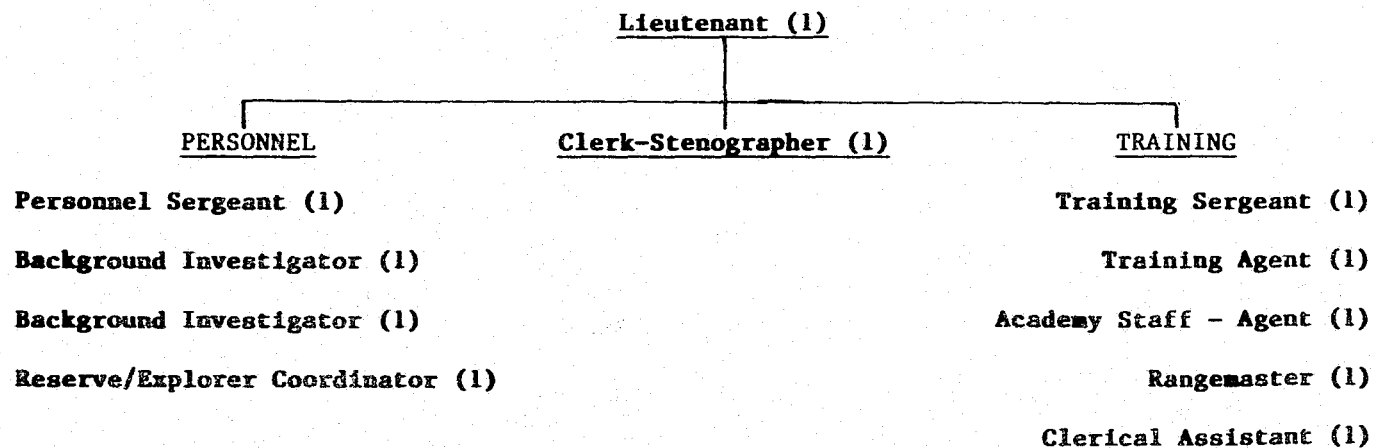 Lieutenant (1)
PERSONNEL
Clerk-Stenographer (1)
TRAINING
Personnel Sergeant (1)
Background Investigator (1)
Background Investigator (1)
Reserve/Explorer Coordinator (1)
Training Sergeant (1)
Training Agent (1)
Academy Staff - Agent (1)
Rangemaster (1)
Clerical Assistant (1)